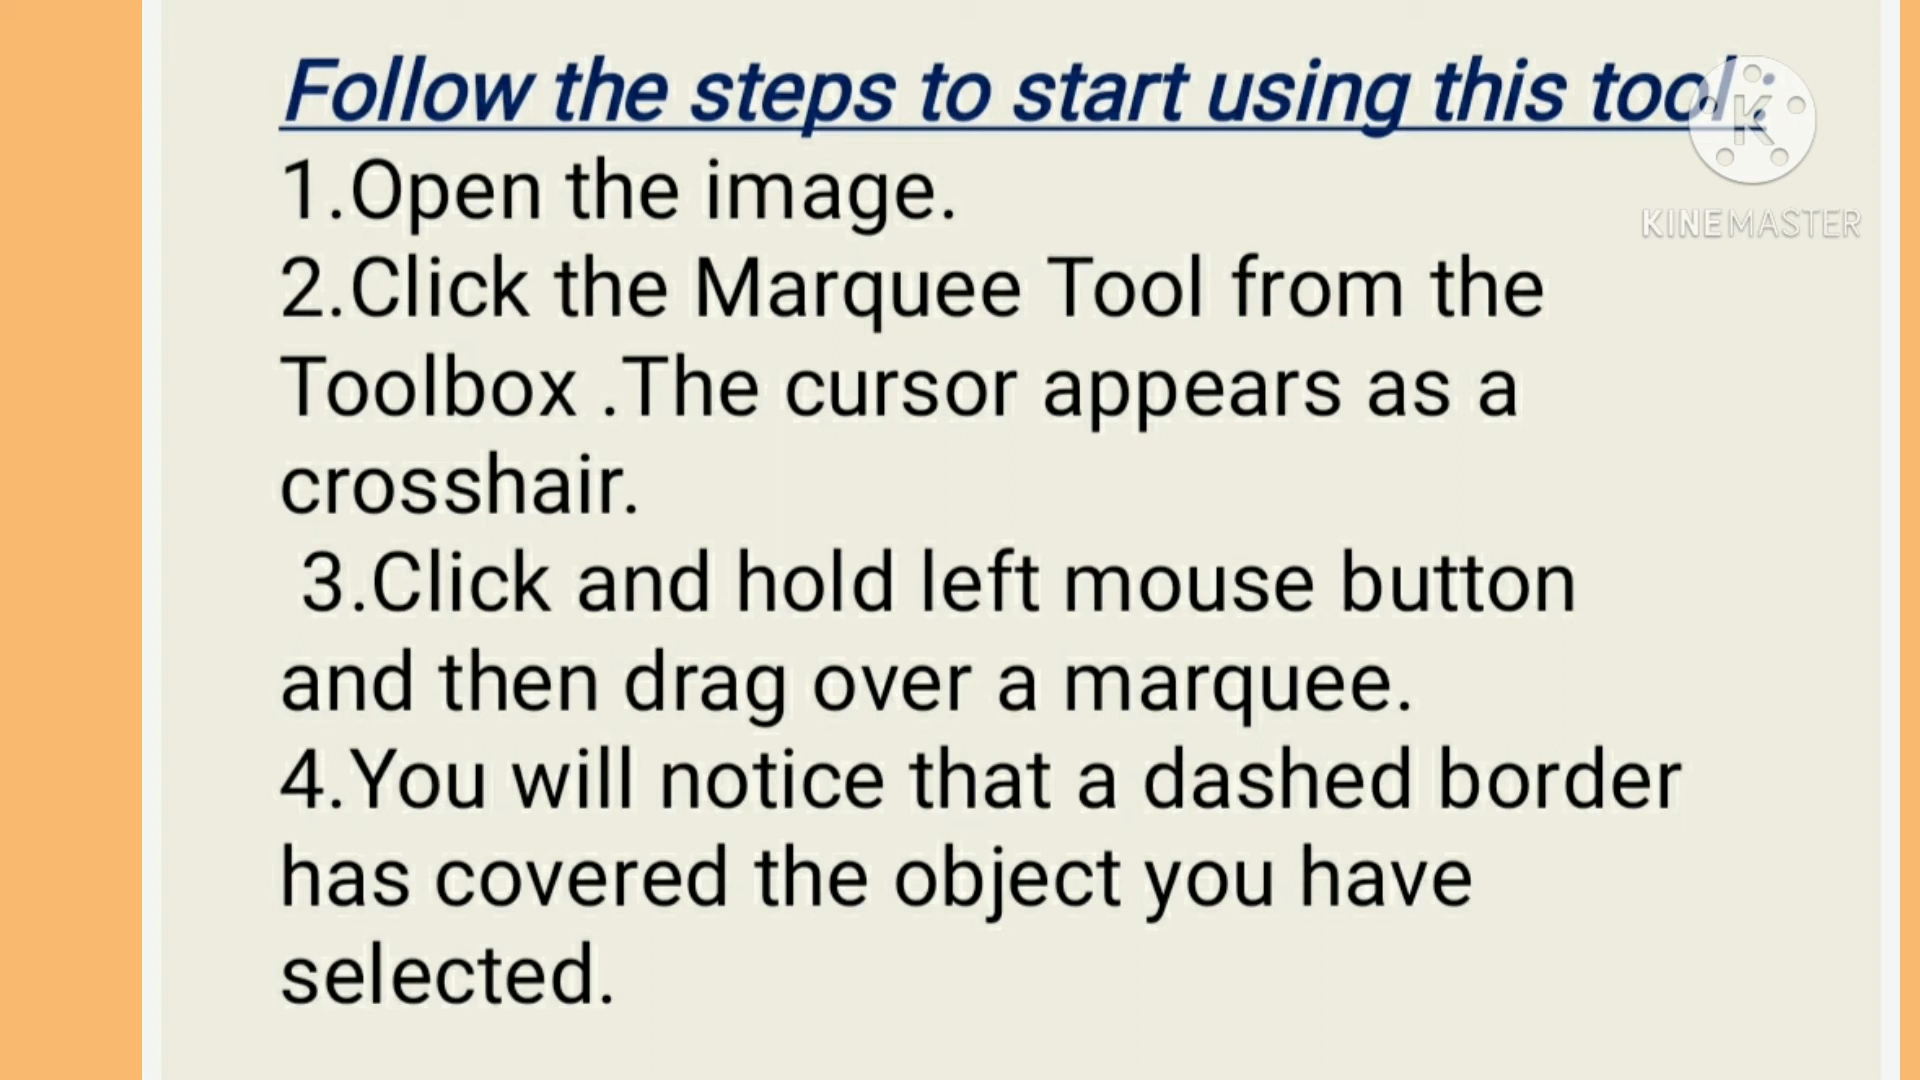 Follow the steps to start using this tool :
1.Open the image.
2.Click the Marquee Tool from the
Toolbox .The cursor appears as a
crosshair.
3.Click and hold left mouse button
and then drag over a marquee.
4.You will notice that a dashed border
has covered the object you have
selected.
K
KINEMASTER